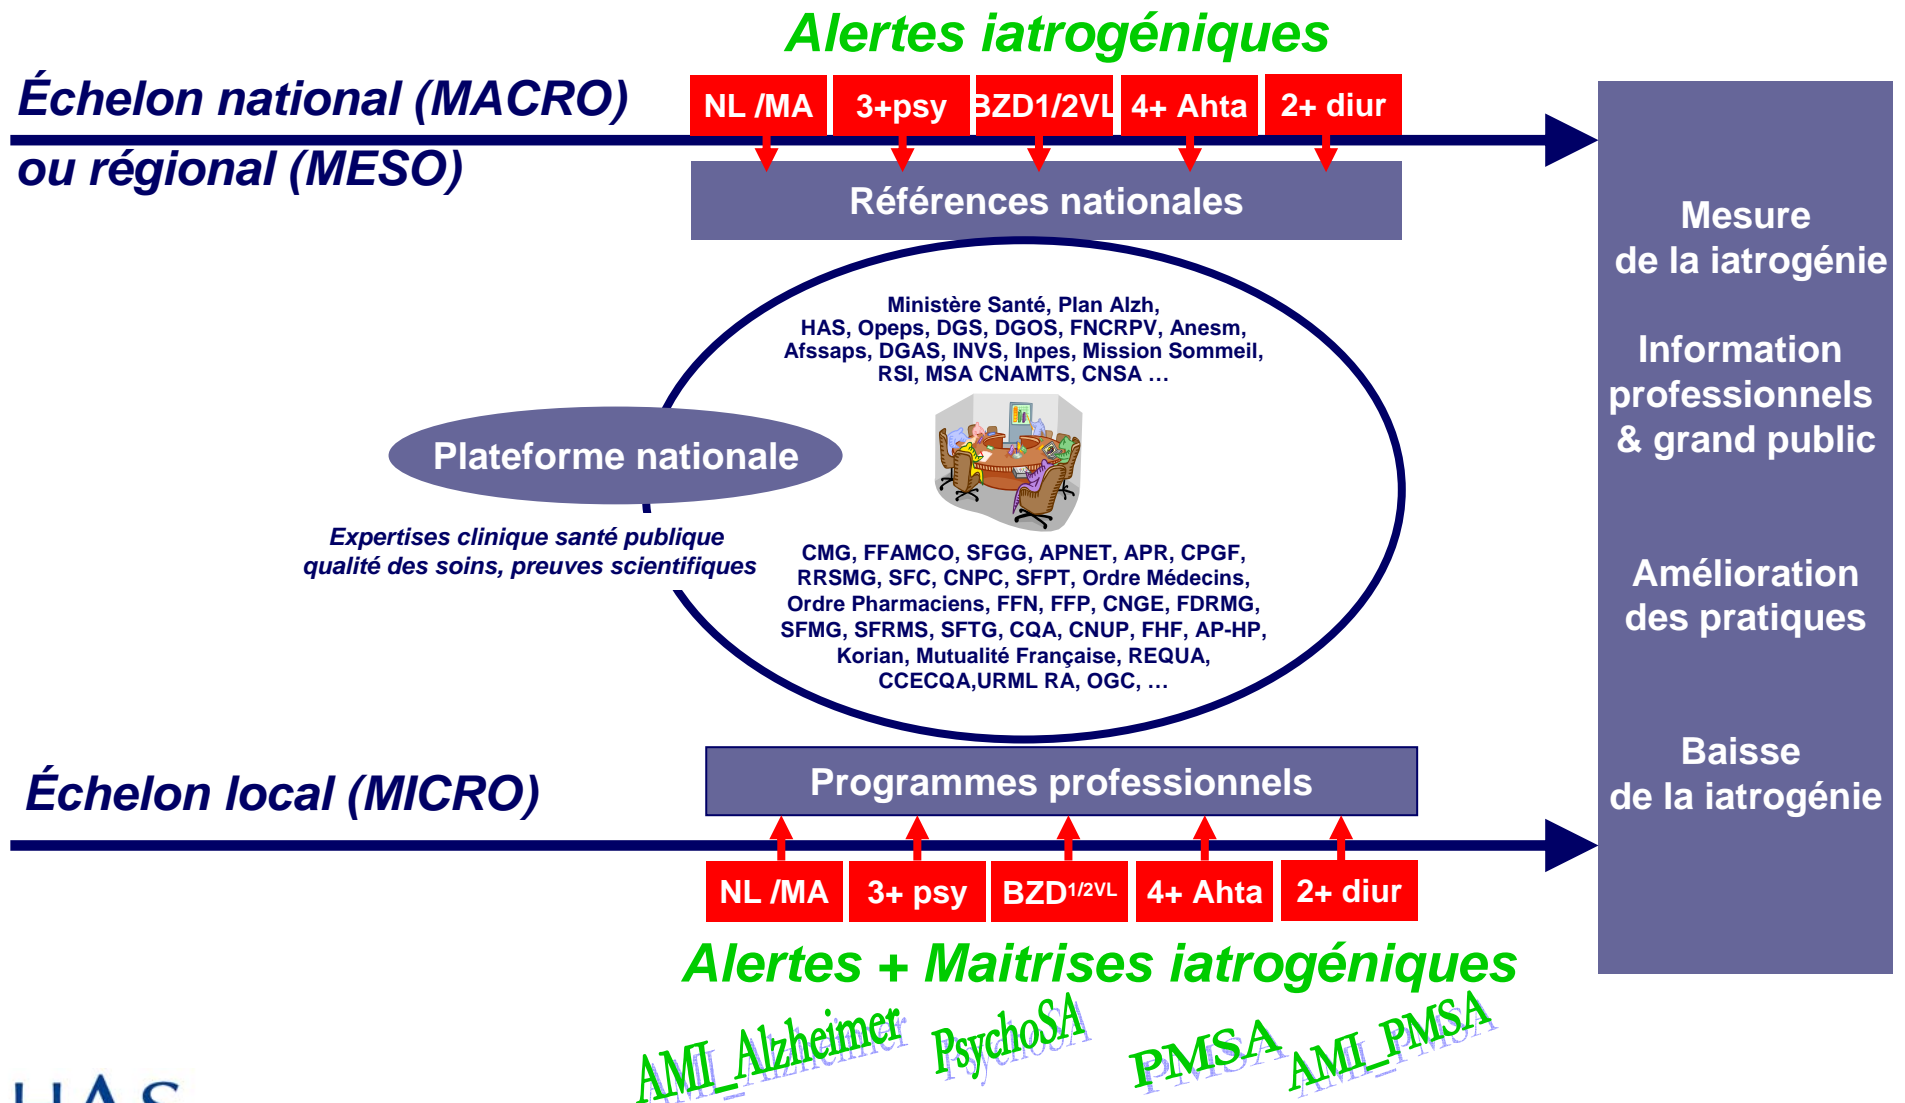 Alertes iatrogéniques
Échelon national (MACRO)
ou régional (MESO)
NL /MA
3+psy
BZD1/2VL
4+ Ahta
2+ diur
Références nationales
Ministère Santé, Plan Alzh,
HAS, Opeps, DGS, DGOS, FNCRPV, Anesm,
Afssaps, DGAS, INVS, Inpes, Mission Sommeil,
RSI, MSA CNAMTS, CNSA …
Plateforme nationale
Expertises clinique santé publique
qualité des soins, preuves scientifiques
CMG, FFAMCO, SFGG, APNET, APR, CPGF,
RRSMG, SFC, CNPC, SFPT, Ordre Médecins,
Ordre Pharmaciens, FFN, FFP, CNGE, FDRMG,
SFMG, SFRMS, SFTG, CQA, CNUP, FHF, AP-HP,
Korian, Mutualité Française, REQUA,
CCECQA,URML RA, OGC, …
Mesure
de la iatrogénie
Information
professionnels
& grand public
Amélioration
des pratiques
Baisse
de la iatrogénie
Échelon local (MICRO)
Programmes professionnels
NL /MA
3+ psy
BZD1/2VL
4+ Ahta
2+ diur
Alertes + Maitrises iatrogéniques
AMI_Alzheimer
PsychoSA
PMSA
AMI_PMSA
HAS